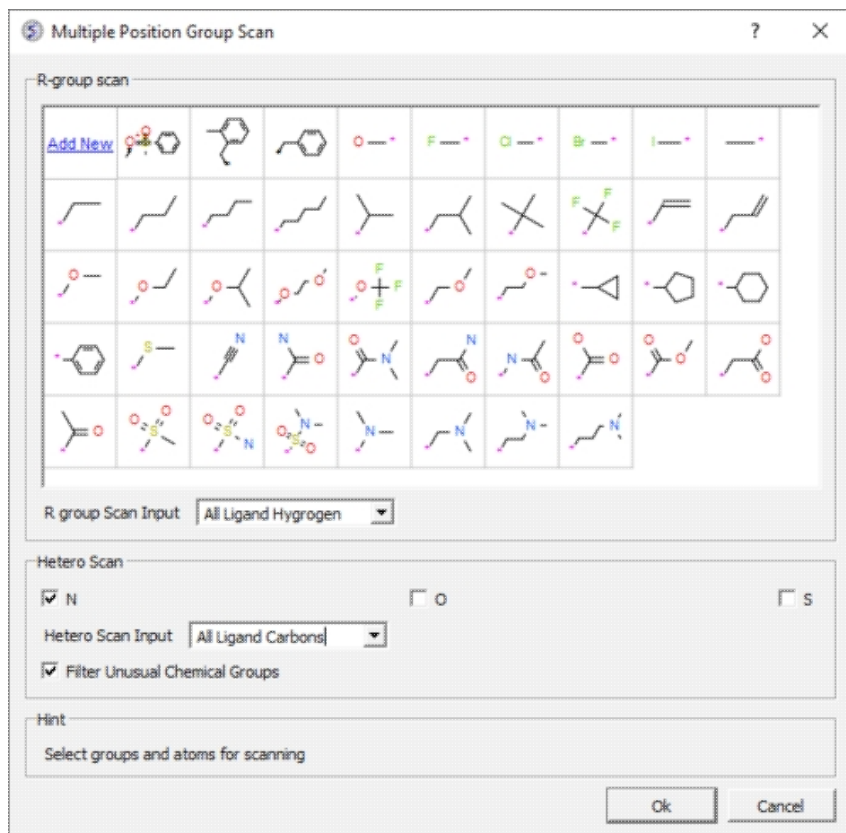 Multiple Position Group Scan ? ×
R-group scan
Add New O F Cl Br I
F F F
O O O O O F F F O O O
S N N O O N N O N O O O O O O O
O O O S O O S N N S O O N N N N
R group Scan Input All Ligand Hygrogen
Hetero Scan
N O S
Hetero Scan Input All Ligand Carbons
Filter Unusual Chemical Groups
Hint
Select groups and atoms for scanning
Ok Cancel